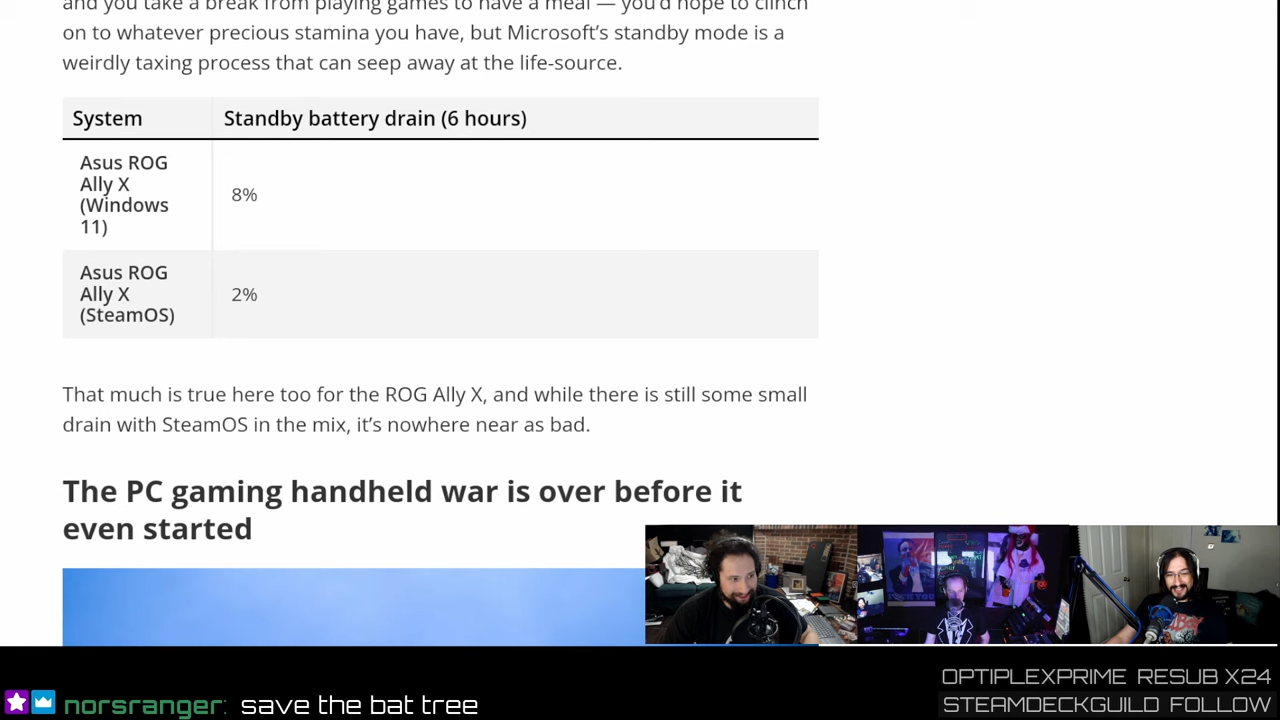 and you take a break from playing games to have a meal — you'd hope to clinch
on to whatever precious stamina you have, but Microsoft's standby mode is a
weirdly taxing process that can seep away at the life-source.
System
Standby battery drain (6 hours)
Asus ROG
Ally X
(Windows
11)
8%
Asus ROG
Ally X
(SteamOS)
2%
That much is true here too for the ROG Ally X, and while there is still some small
drain with SteamOS in the mix, it's nowhere near as bad.
The PC gaming handheld war is over before it
even started
norsranger: save the bat tree
OPTIPLEXPRIME RESUB X24
STEAMDECKGUILD FOLLOW